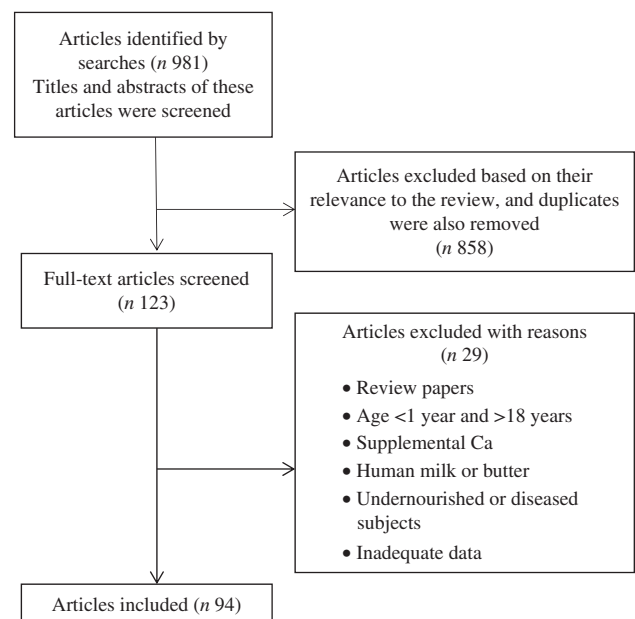 Articles identified by
searches (n 981)
Titles and abstracts of these
articles were screened
Articles excluded based on their
relevance to the review, and duplicates
were also removed
(n 858)
Full-text articles screened
(n 123)
Articles excluded with reasons
(n 29)
• Review papers
• Age <1 year and >18 years
• Supplemental Ca
• Human milk or butter
• Undernourished or diseased
subjects
• Inadequate data
Articles included (n 94)